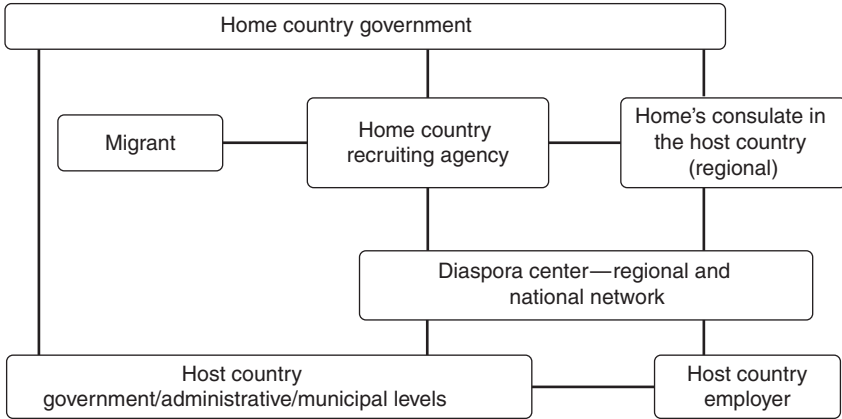 Home country government
Migrant
Home country
recruiting agency
Home’s consulate in
the host country
(regional)
Diaspora center—regional and
national network
Host country
government/administrative/municipal levels
Host country
employer